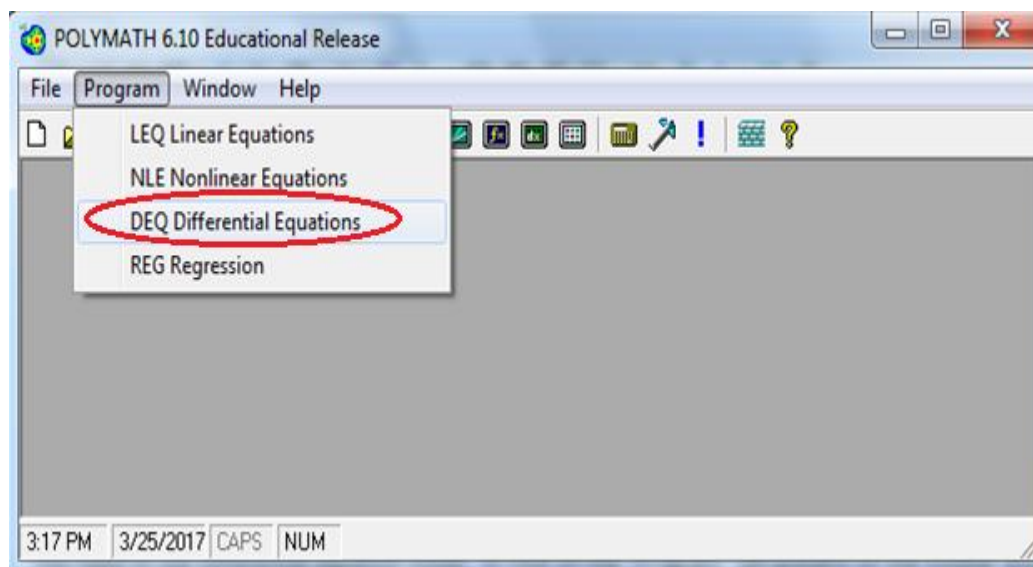 POLYMATH 6.10 Educational Release
File Program Window Help
LEQ Linear Equations
NLE Nonlinear Equations
DEQ Differential Equations
REG Regression
3:17 PM 3/25/2017 CAPS NUM